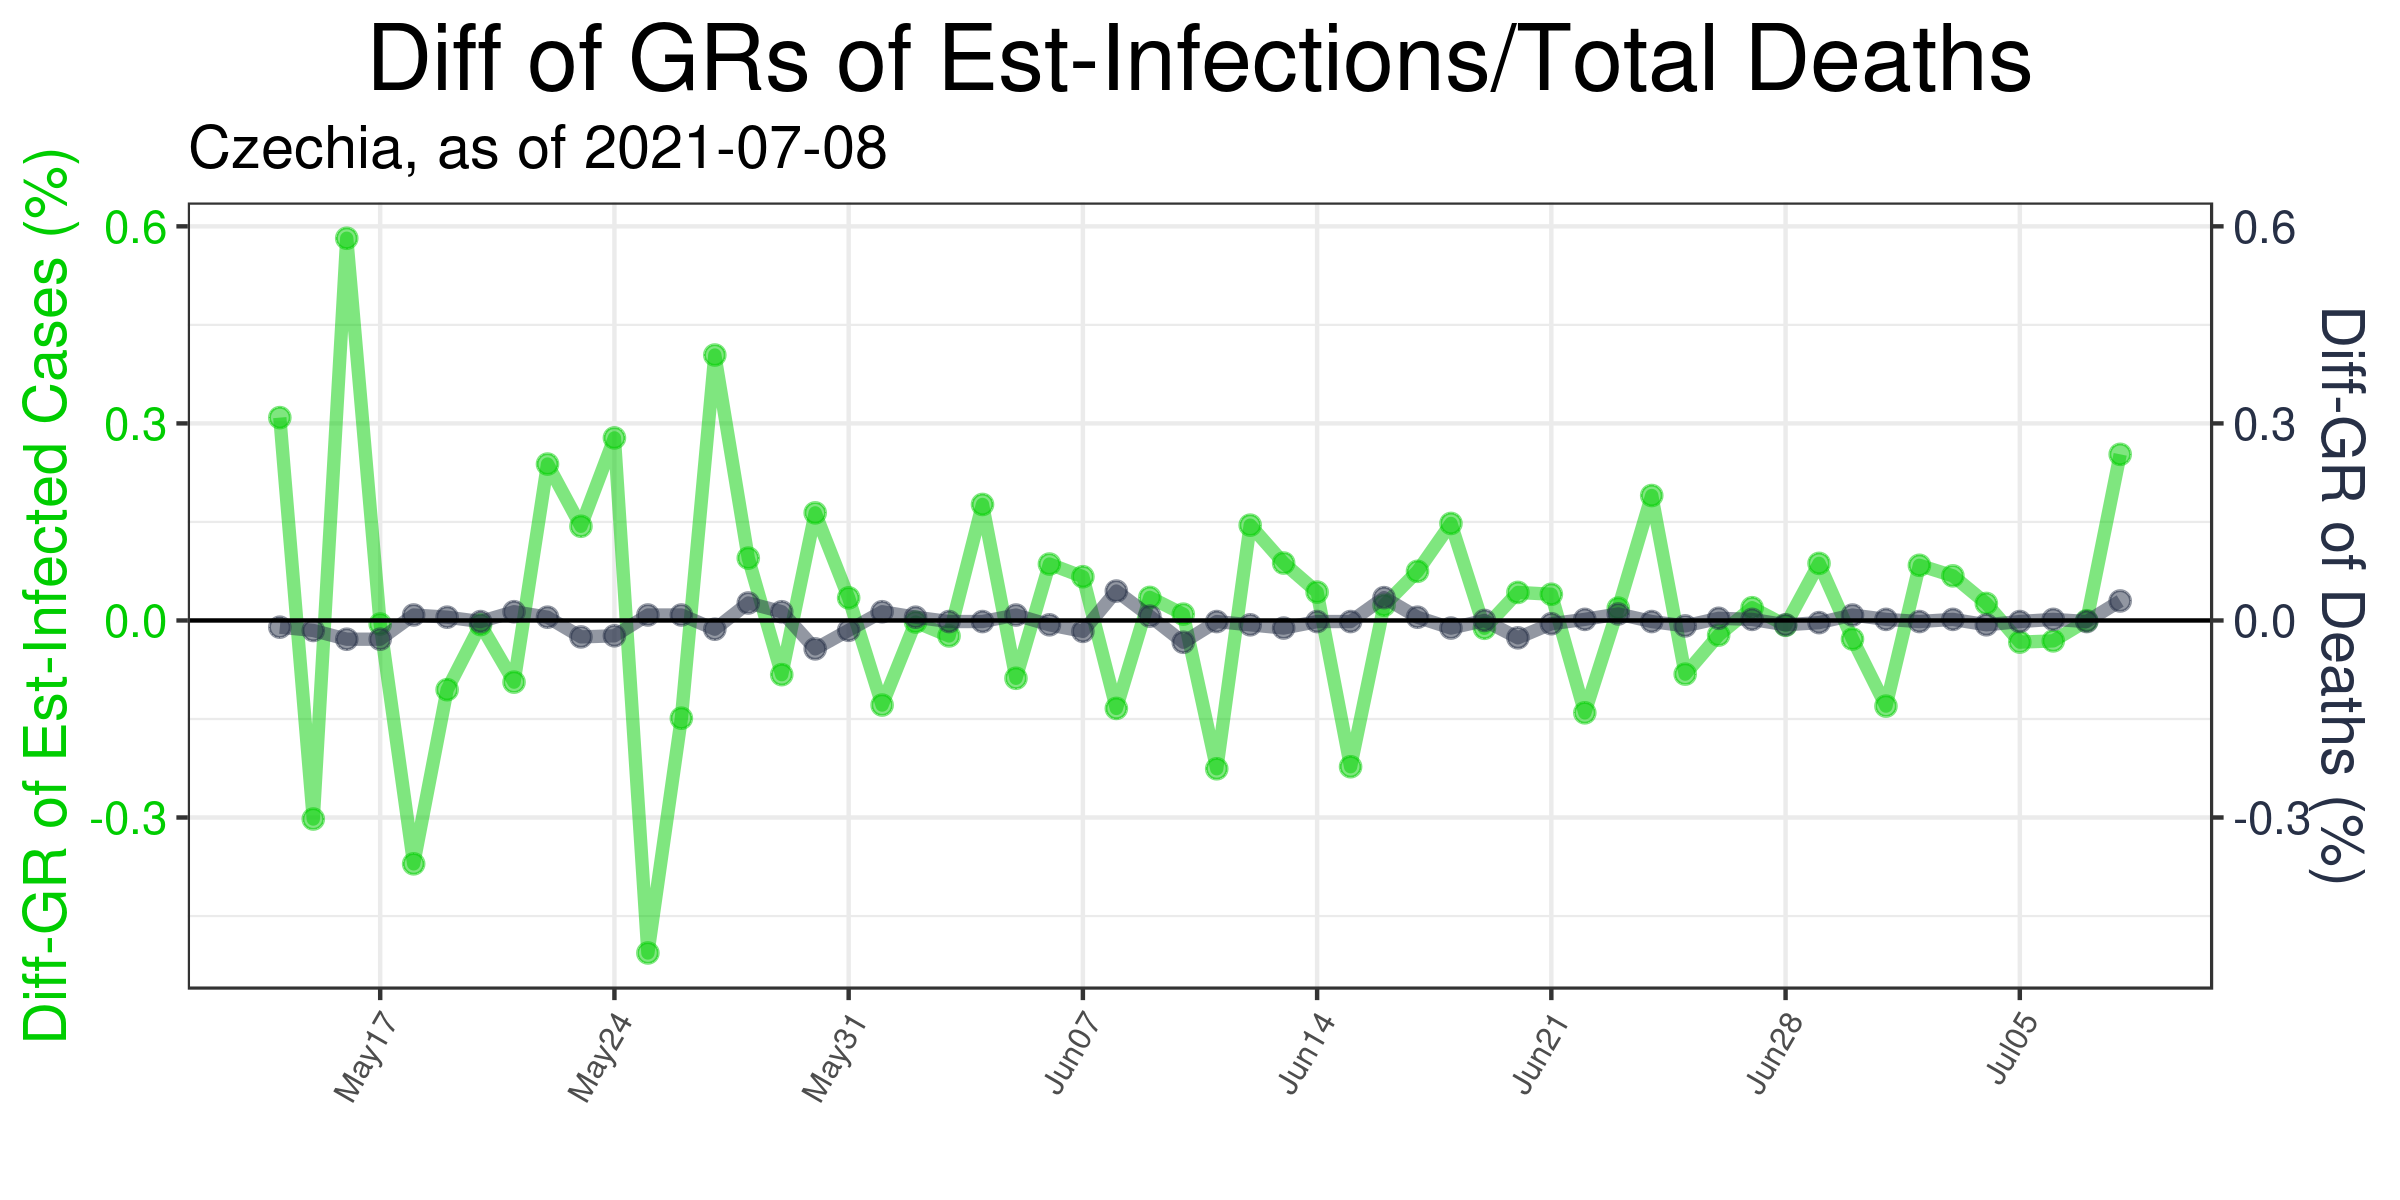 Diff of GRs of Est-Infections/Total Deaths
Czechia, as of 2021-07-08
Diff-GR of Est-Infected Cases (%)
0.6
0.3
0.0
-0.3
0.6
0.3
0.0
-0.3
Diff-GR of Deaths (%)
May17
May24
May31
Jun07
Jun14
Jun21
Jun28
Jul05